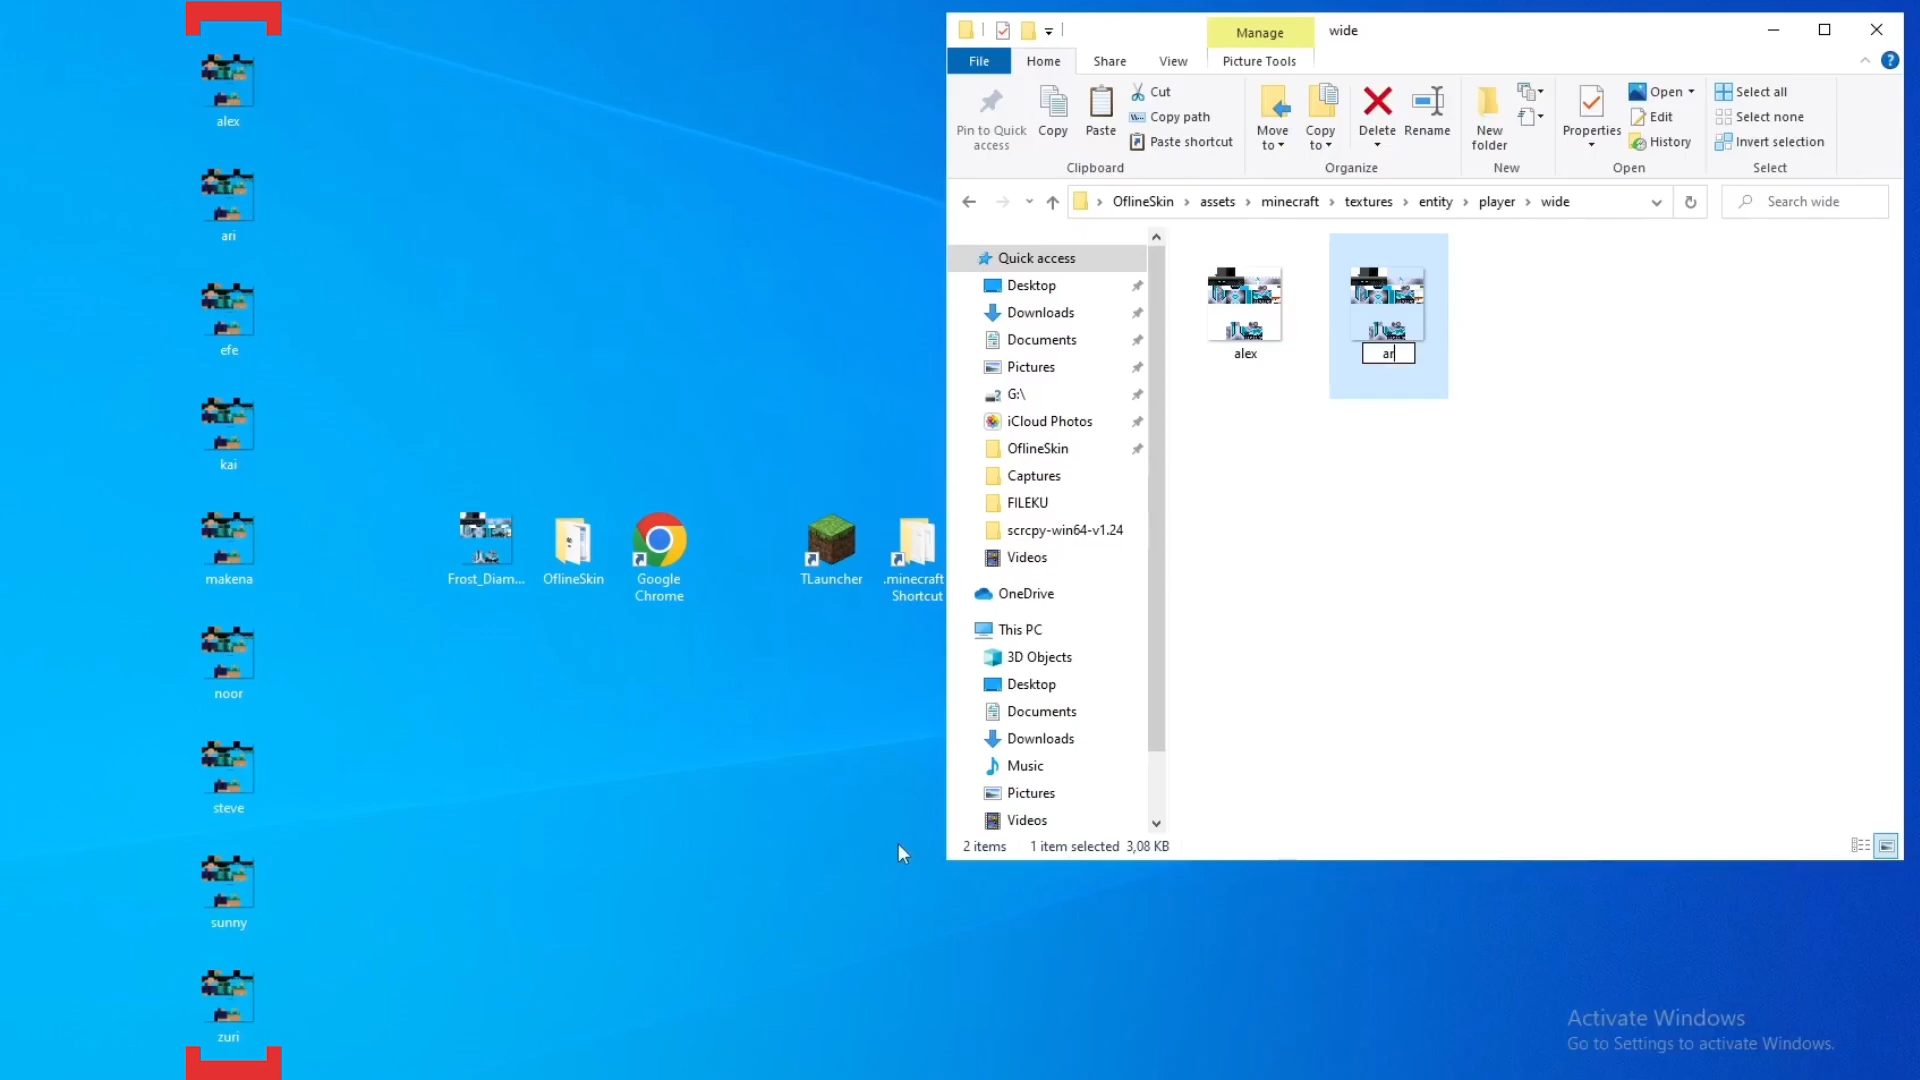 alex
ari
efe
kai
makena
noor
steve
sunny
zuri
Frost_Diam...
OflineSkin
Google
Chrome
TLauncher
.minecraft
Shortcut
Manage
wide
File
Home
Share
View
Picture Tools
Pin to Quick
access
Copy
Paste
Cut
Copy path
Paste shortcut
Clipboard
Move
to
Copy
to
Delete
Rename
Organize
New
folder
New
Properties
Open
Edit
History
Open
Select all
Select none
Invert selection
Select
OflineSkin
assets
minecraft
textures
entity
player
wide
Search wide
Quick access
Desktop
Downloads
Documents
Pictures
G:\
iCloud Photos
OflineSkin
Captures
FILEKU
scrcpy-win64-v1.24
Videos
OneDrive
This PC
3D Objects
Desktop
Documents
Downloads
Music
Pictures
Videos
alex
ar
2 items
1 item selected 3,08 KB
Activate Windows
Go to Settings to activate Windows.